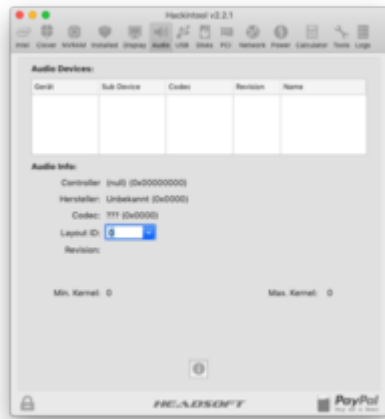 Hackintool v2.2.1
Intel Clover NVRAM Installed Display Audio USB Disks PCI Network Power Calculator Tools Logs
Audio Devices:
Gerät Sub Device Codec Revision Name
Audio Info:
Controller (null) (0x00000000)
Hersteller: Unbekannt (0x0000)
Codec: ??? (0x0000)
Layout ID: 0
Revision:
Min. Kernel: 0 Max. Kernel: 0
HEADSOFT
PayPal